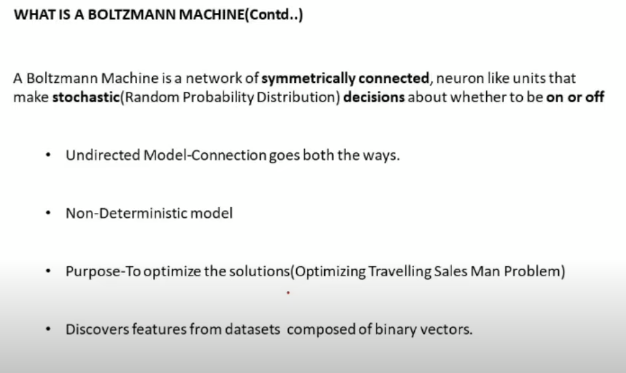 WHAT IS A BOLTZMANN MACHINE(Contd..)
A Boltzmann Machine is a network of symmetrically connected, neuron like units that
make stochastic(Random Probability Distribution) decisions about whether to be on or off
• Undirected Model-Connection goes both the ways.
• Non-Deterministic model
• Purpose-To optimize the solutions(Optimizing Travelling Sales Man Problem)
• Discovers features from datasets composed of binary vectors.